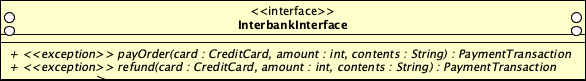 <<interface>>
InterbankInterface
+ <<exception>> payOrder(card : CreditCard, amount : int, contents : String) : PaymentTransaction
+ <<exception>> refund(card : CreditCard, amount : int, contents : String) : PaymentTransaction